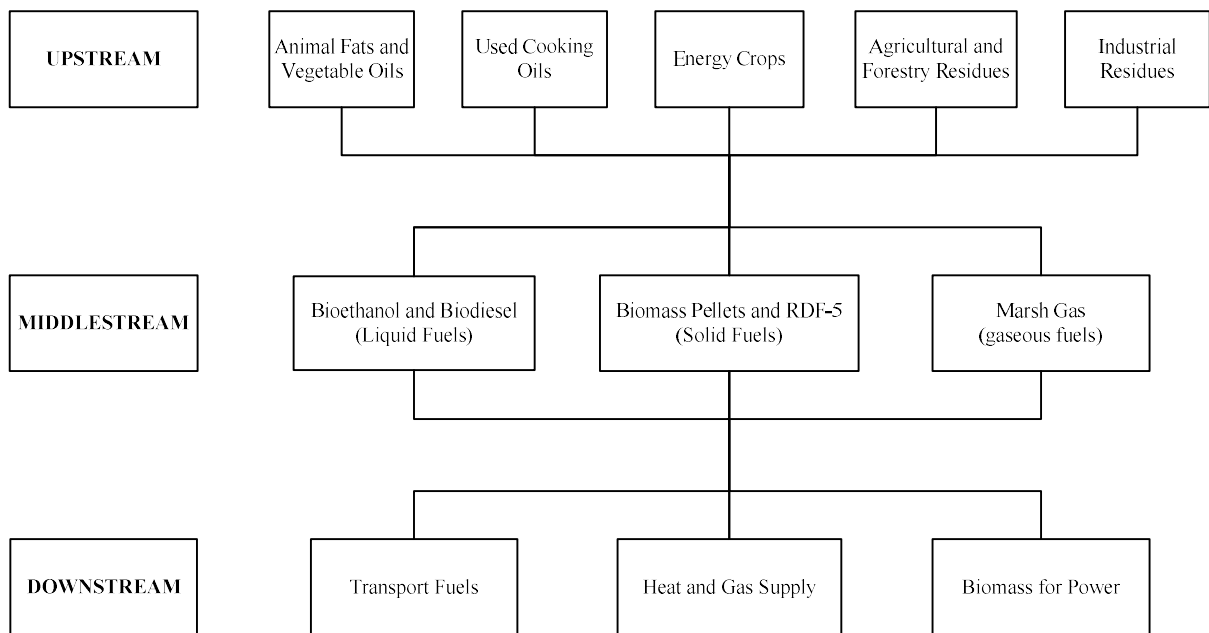 UPSTREAM
Animal Fats and
Vegetable Oils
Used Cooking
Oils
Energy Crops
Agricultural and
Forestry Residues
Industrial
Residues
MIDDLESTREAM
Bioethanol and Biodiesel
(Liquid Fuels)
Biomass Pellets and RDF-5
(Solid Fuels)
Marsh Gas
(gaseous fuels)
DOWNSTREAM
Transport Fuels
Heat and Gas Supply
Biomass for Power